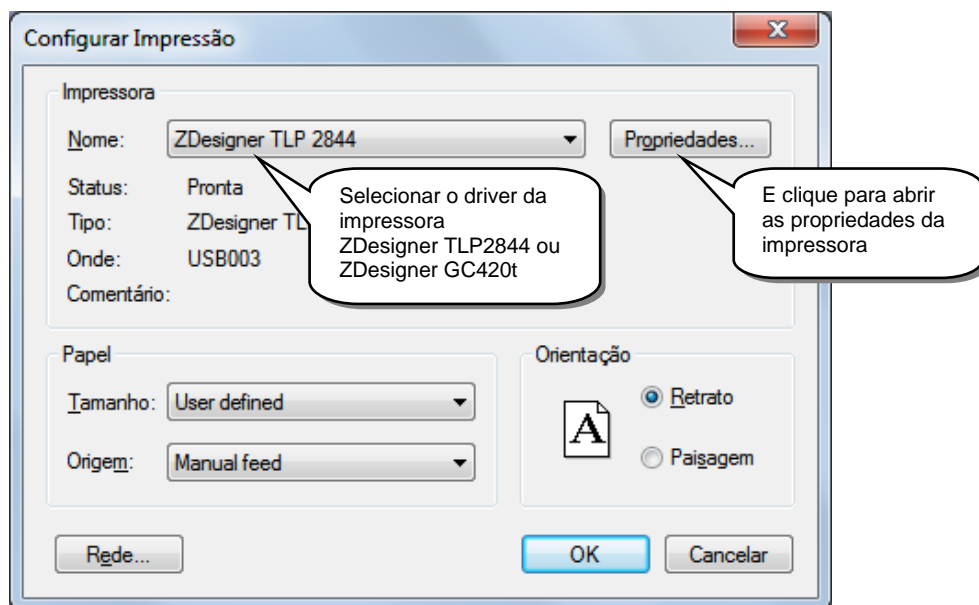 Configurar Impressão
Impressora
Nome:
ZDesigner TLP 2844
Propriedades...
Status:
Pronta
Tipo:
ZDesigner TL
Onde:
USB003
Comentário:
Selecionar o driver da
impressora
ZDesigner TLP2844 ou
ZDesigner GC420t
E clique para abrir
as propriedades da
impressora
Papel
Tamanho:
User defined
Origem:
Manual feed
Orientação
A
Retrato
Paisagem
Rede...
OK
Cancelar